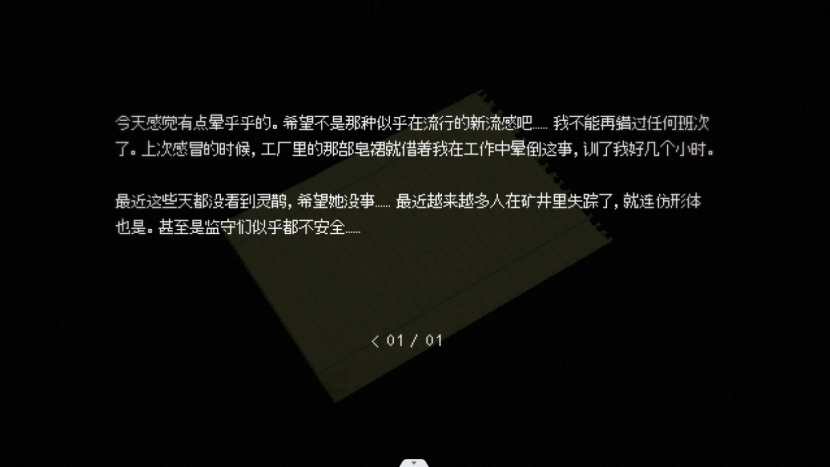 今天感觉有点晕乎乎的。希望不是那种似乎在流行的新流感吧…… 我不能再错过任何班次
了。上次感冒的时候，工厂里的那部皂裙就借着我在工作中晕倒这事，训了我好几个小时。
最近这些天都没看到灵鹊，希望她没事…… 最近越来越多人在矿井里失踪了，就连仿形体
也是。甚至是监守们似乎都不安全……
< 01 / 01